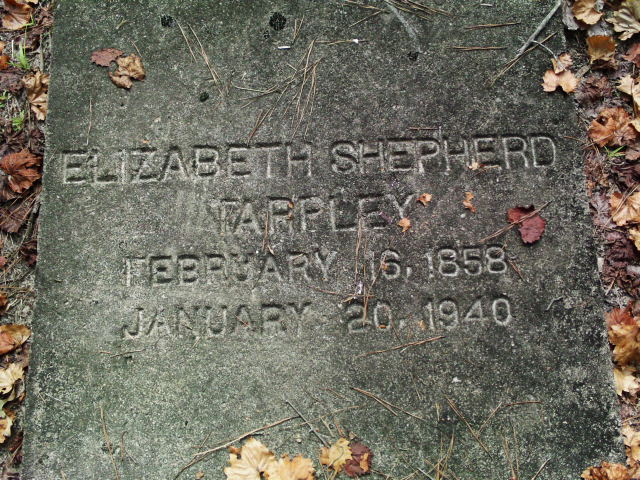 ELIZABETH SHEPHERD
TARPLEY
FEBRUARY 16, 1858
JANUARY 20, 1940